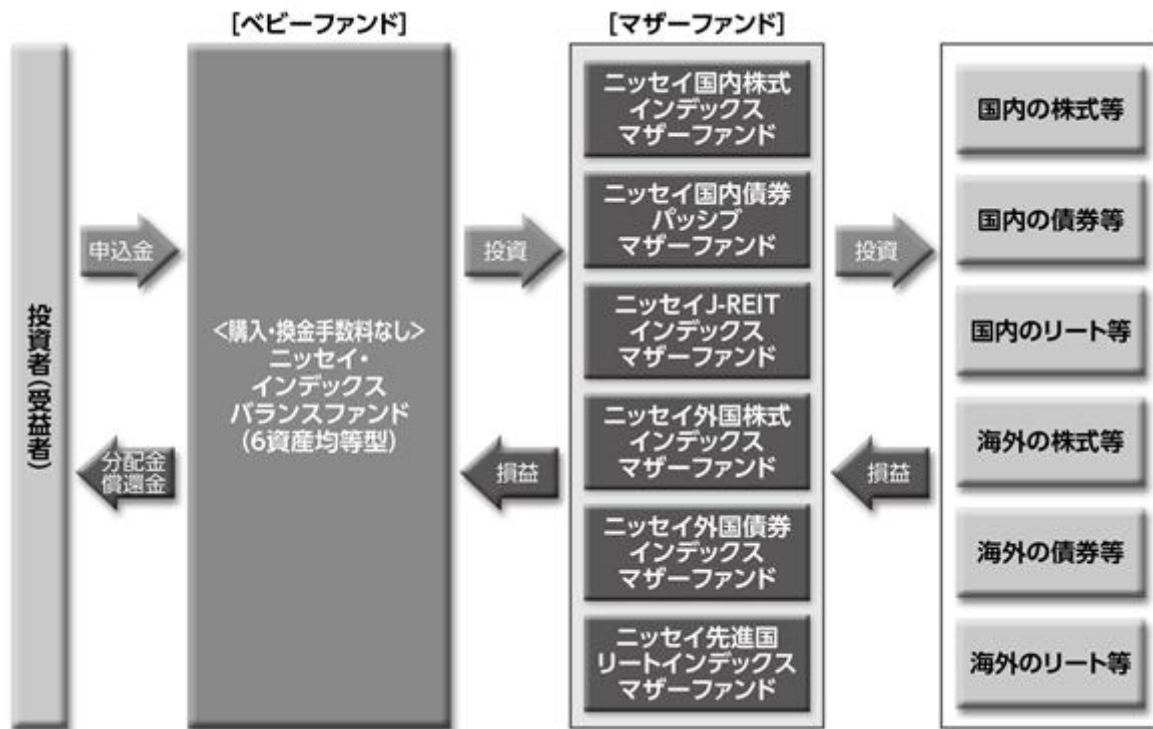 [ベビーファンド]
[マザーファンド]
投資者(受益者)
申込金
分配金
償還金
<購入・換金手数料なし>
ニッセイ・
インデックス
バランスファンド
(6資産均等型)
投資
損益
ニッセイ国内株式
インデックス
マザーファンド
ニッセイ国内債券
パッシブ
マザーファンド
ニッセイJ-REIT
インデックス
マザーファンド
ニッセイ外国株式
インデックス
マザーファンド
ニッセイ外国債券
インデックス
マザーファンド
ニッセイ先進国
リートインデックス
マザーファンド
投資
損益
国内の株式等
国内の債券等
国内のリート等
海外の株式等
海外の債券等
海外のリート等